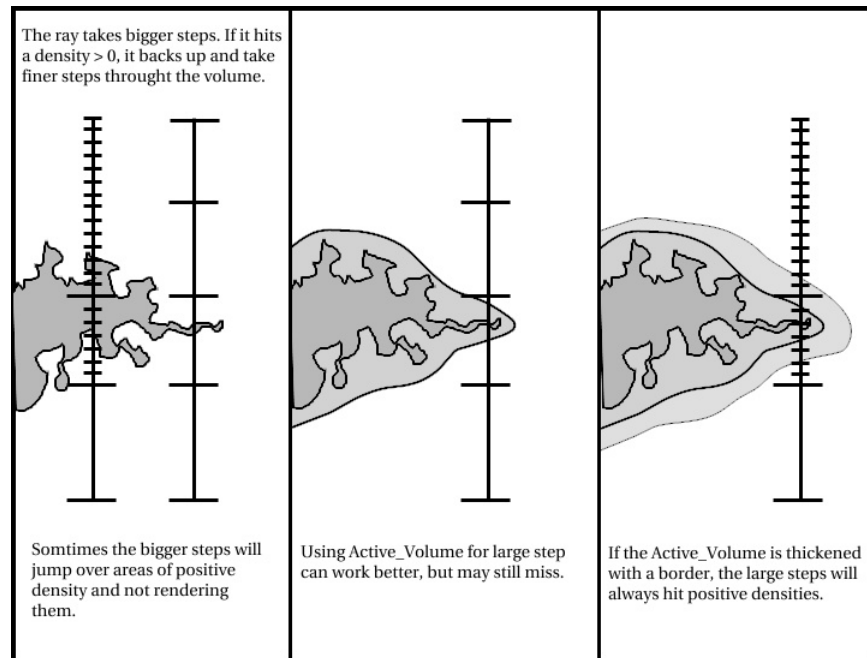 The ray takes bigger steps. If it hits
a density > 0, it backs up and take
finer steps throught the volume.
Somtimes the bigger steps will
jump over areas of positive
density and not rendering
them.
Using Active_Volume for large step
can work better, but may still miss.
If the Active_Volume is thickened
with a border, the large steps will
always hit positive densities.